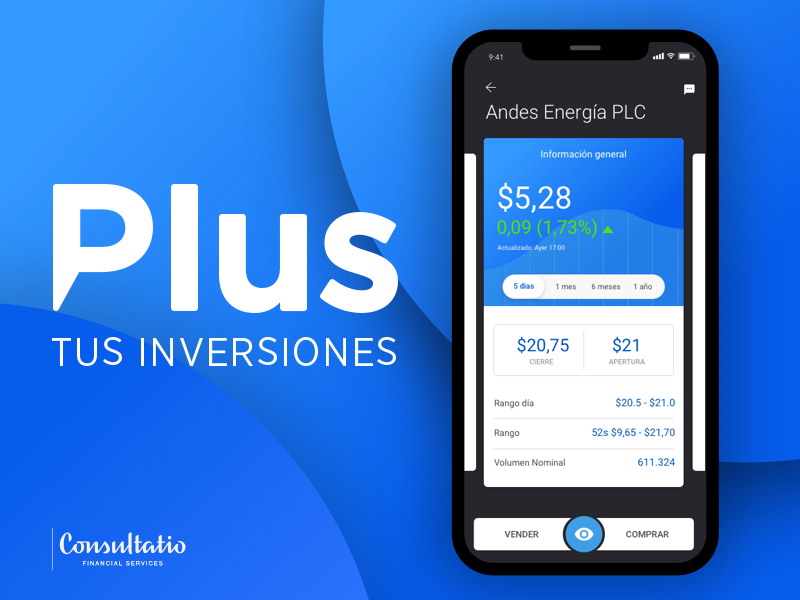 Plus
TUS INVERSIONES
Consultatio
FINANCIAL SERVICES
9:41
Andes Energía PLC
Información general
$5,28
0,09 (1,73%)
Actualizado: Ayer 17:00
5 días 1 mes 6 meses 1 año
$20,75 $21
CIERRE APERTURA
Rango día $20.5 - $21.0
Rango 52s $9,65 - $21,70
Volumen Nominal 611.324
VENDER COMPRAR